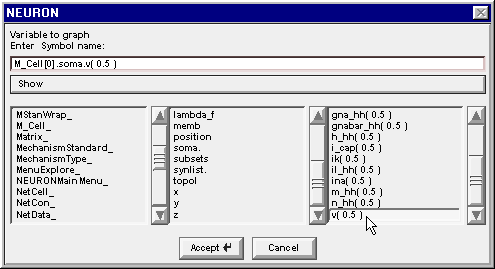 NEURON
Variable to graph
Enter Symbol name:
M_Cell[0].soma.v( 0.5 )
Show
MStanWrap_
M_Cell_
Matrix_
MechanismStandard_
MechanismType_
MenuExplore_
NEURONMainMenu_
NetCell_
NetCon_
NetData_
lambda_f
memb
position
soma.
subsets
synlist.
topol
x
y
z
gna_hh( 0.5 )
gnabar_hh( 0.5 )
h_hh( 0.5 )
i_cap( 0.5 )
ik( 0.5 )
il_hh( 0.5 )
ina( 0.5 )
m_hh( 0.5 )
n_hh( 0.5 )
v( 0.5 )
Accept ↵
Cancel